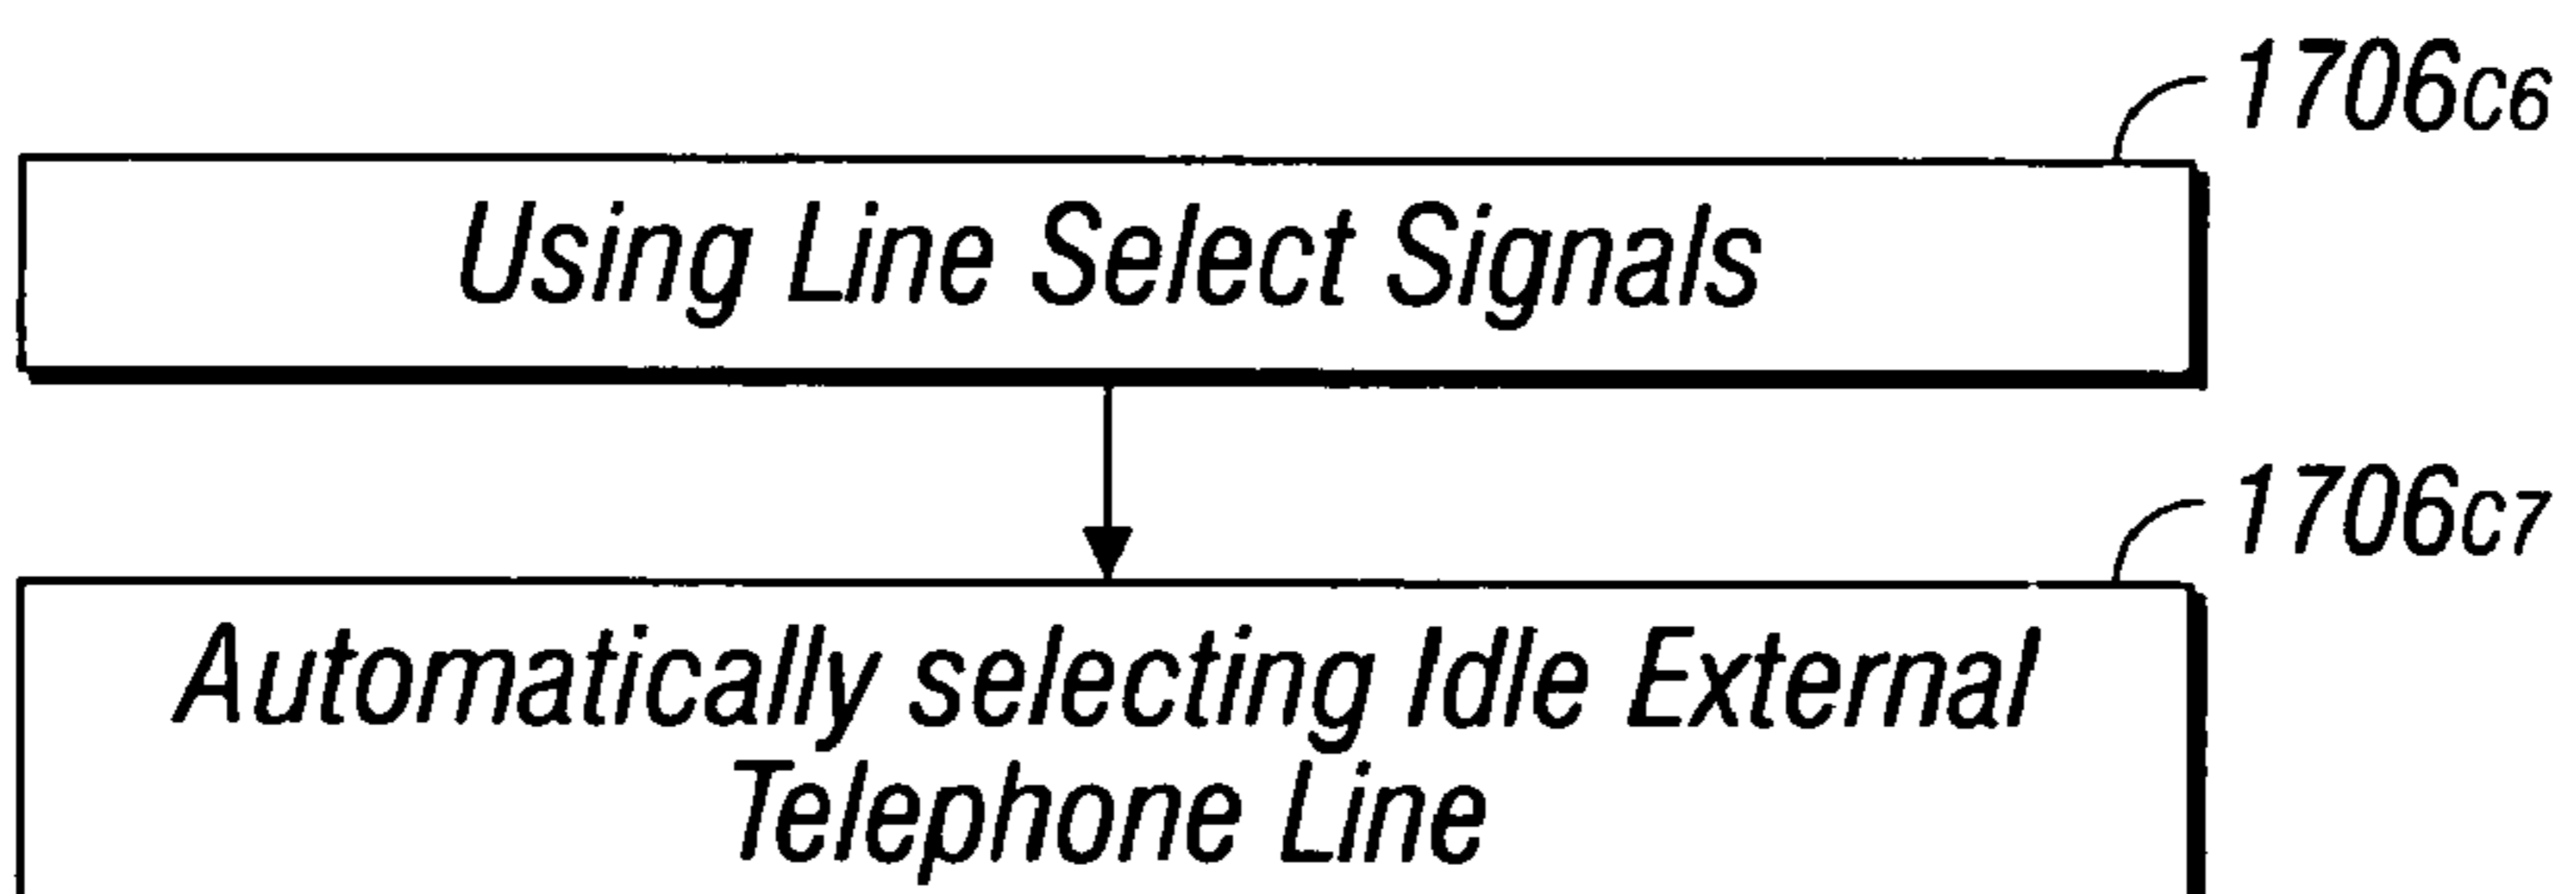 1706C6
Using Line Select Signals
1706C7
Automatically selecting Idle External
Telephone Line